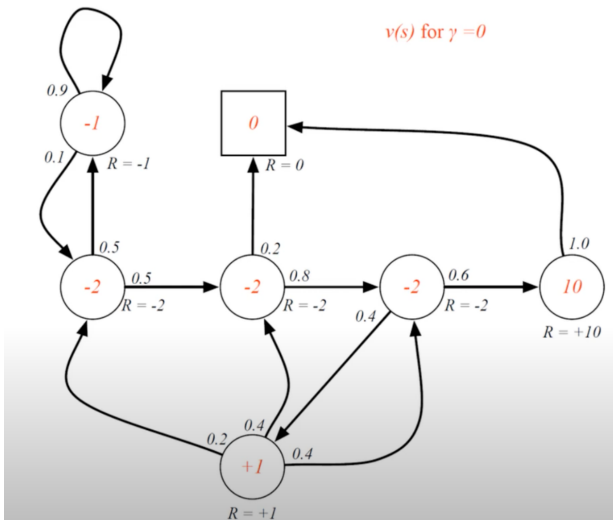 v(s) for γ =0
0.9
-1
0
0.1
R = -1
R = 0
0.5
0.2
1.0
-2
0.5
R = -2
-2
0.8
R = -2
-2
0.6
R = -2
10
0.4
R = +10
0.2
0.4
0.4
+1
R = +1